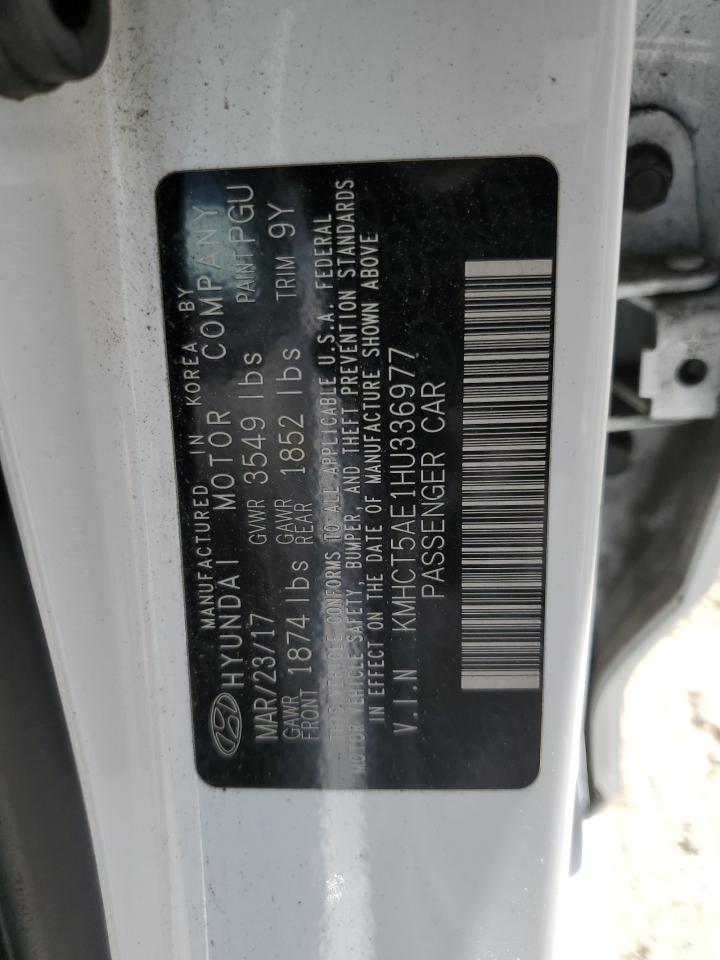 MANUFACTURED IN KOREA BY
HYUNDAI MOTOR COMPANY
MAR/23/17 GVWR 3549 lbs PAINT PGU
GAWR FRONT 1874 lbs GAWR REAR 1852 lbs TRIM 9Y
THIS VEHICLE CONFORMS TO ALL APPLICABLE U.S.A. FEDERAL
MOTOR VEHICLE SAFETY, BUMPER, AND THEFT PREVENTION STANDARDS
IN EFFECT ON THE DATE OF MANUFACTURE SHOWN ABOVE
V.I.N KMHCT5AE1HU336977
PASSENGER CAR